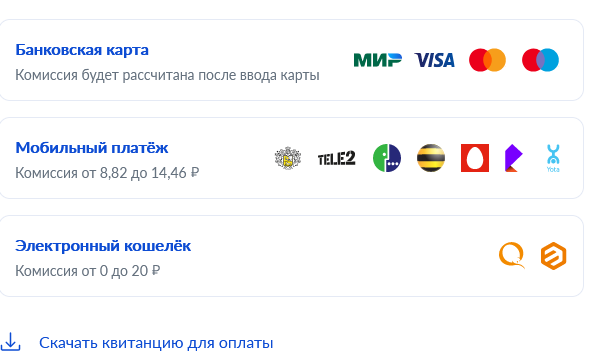 Банковская карта
Комиссия будет рассчитана после ввода карты
МИР VISA
Мобильный платёж
Комиссия от 8,82 до 14,46 ₽
TELE2
Yota
Электронный кошелёк
Комиссия от 0 до 20 ₽
Скачать квитанцию для оплаты